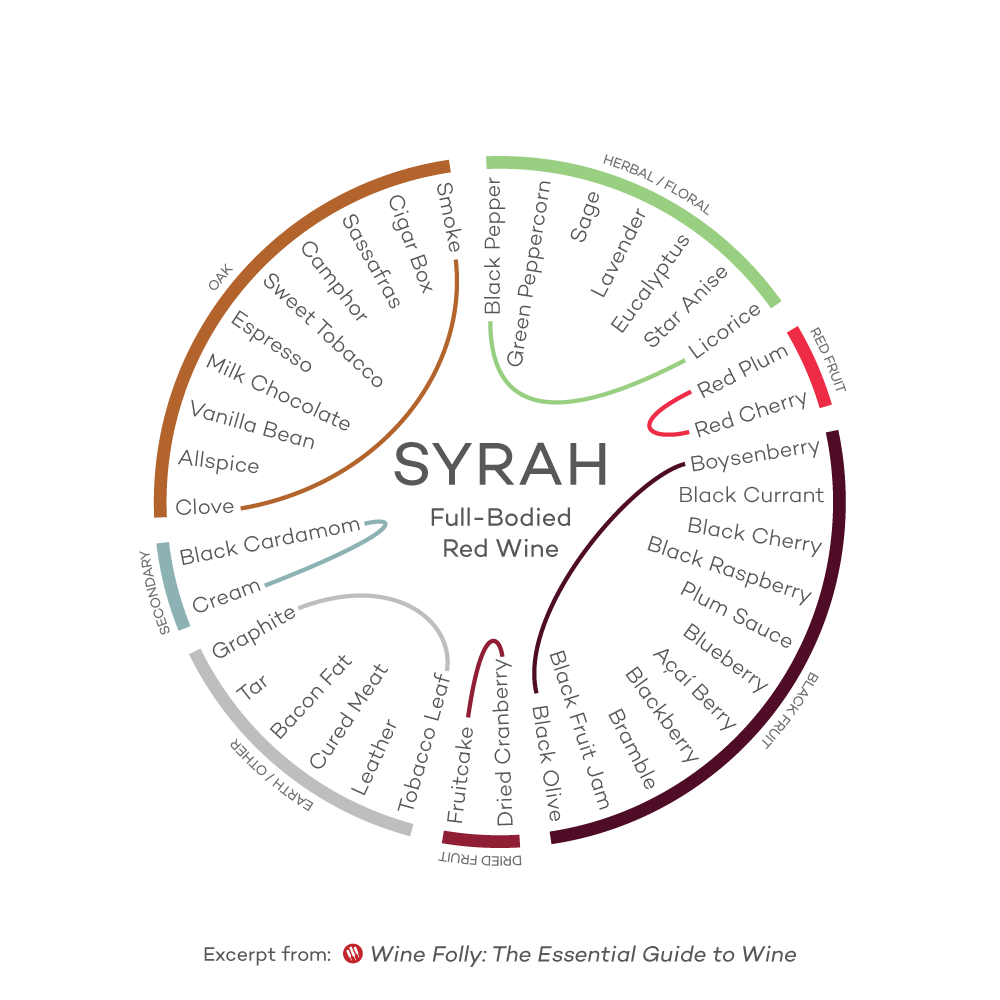 HERBAL / FLORAL
Black Pepper
Green Peppercorn
Sage
Lavender
Eucalyptus
Star Anise
Licorice
RED FRUIT
Red Plum
Red Cherry
BLACK FRUIT
Boysenberry
Black Currant
Black Cherry
Black Raspberry
Plum Sauce
Blueberry
Açaí Berry
Blackberry
Bramble
Black Fruit Jam
Black Olive
DRIED FRUIT
Dried Cranberry
Fruitcake
EARTH / OTHER
Tobacco Leaf
Leather
Cured Meat
Bacon Fat
Tar
Graphite
SECONDARY
Cream
Black Cardamom
OAK
Clove
Allspice
Vanilla Bean
Milk Chocolate
Espresso
Sweet Tobacco
Camphor
Sassafras
Cigar Box
Smoke
SYRAH
Full-Bodied
Red Wine
Excerpt from: Wine Folly: The Essential Guide to Wine